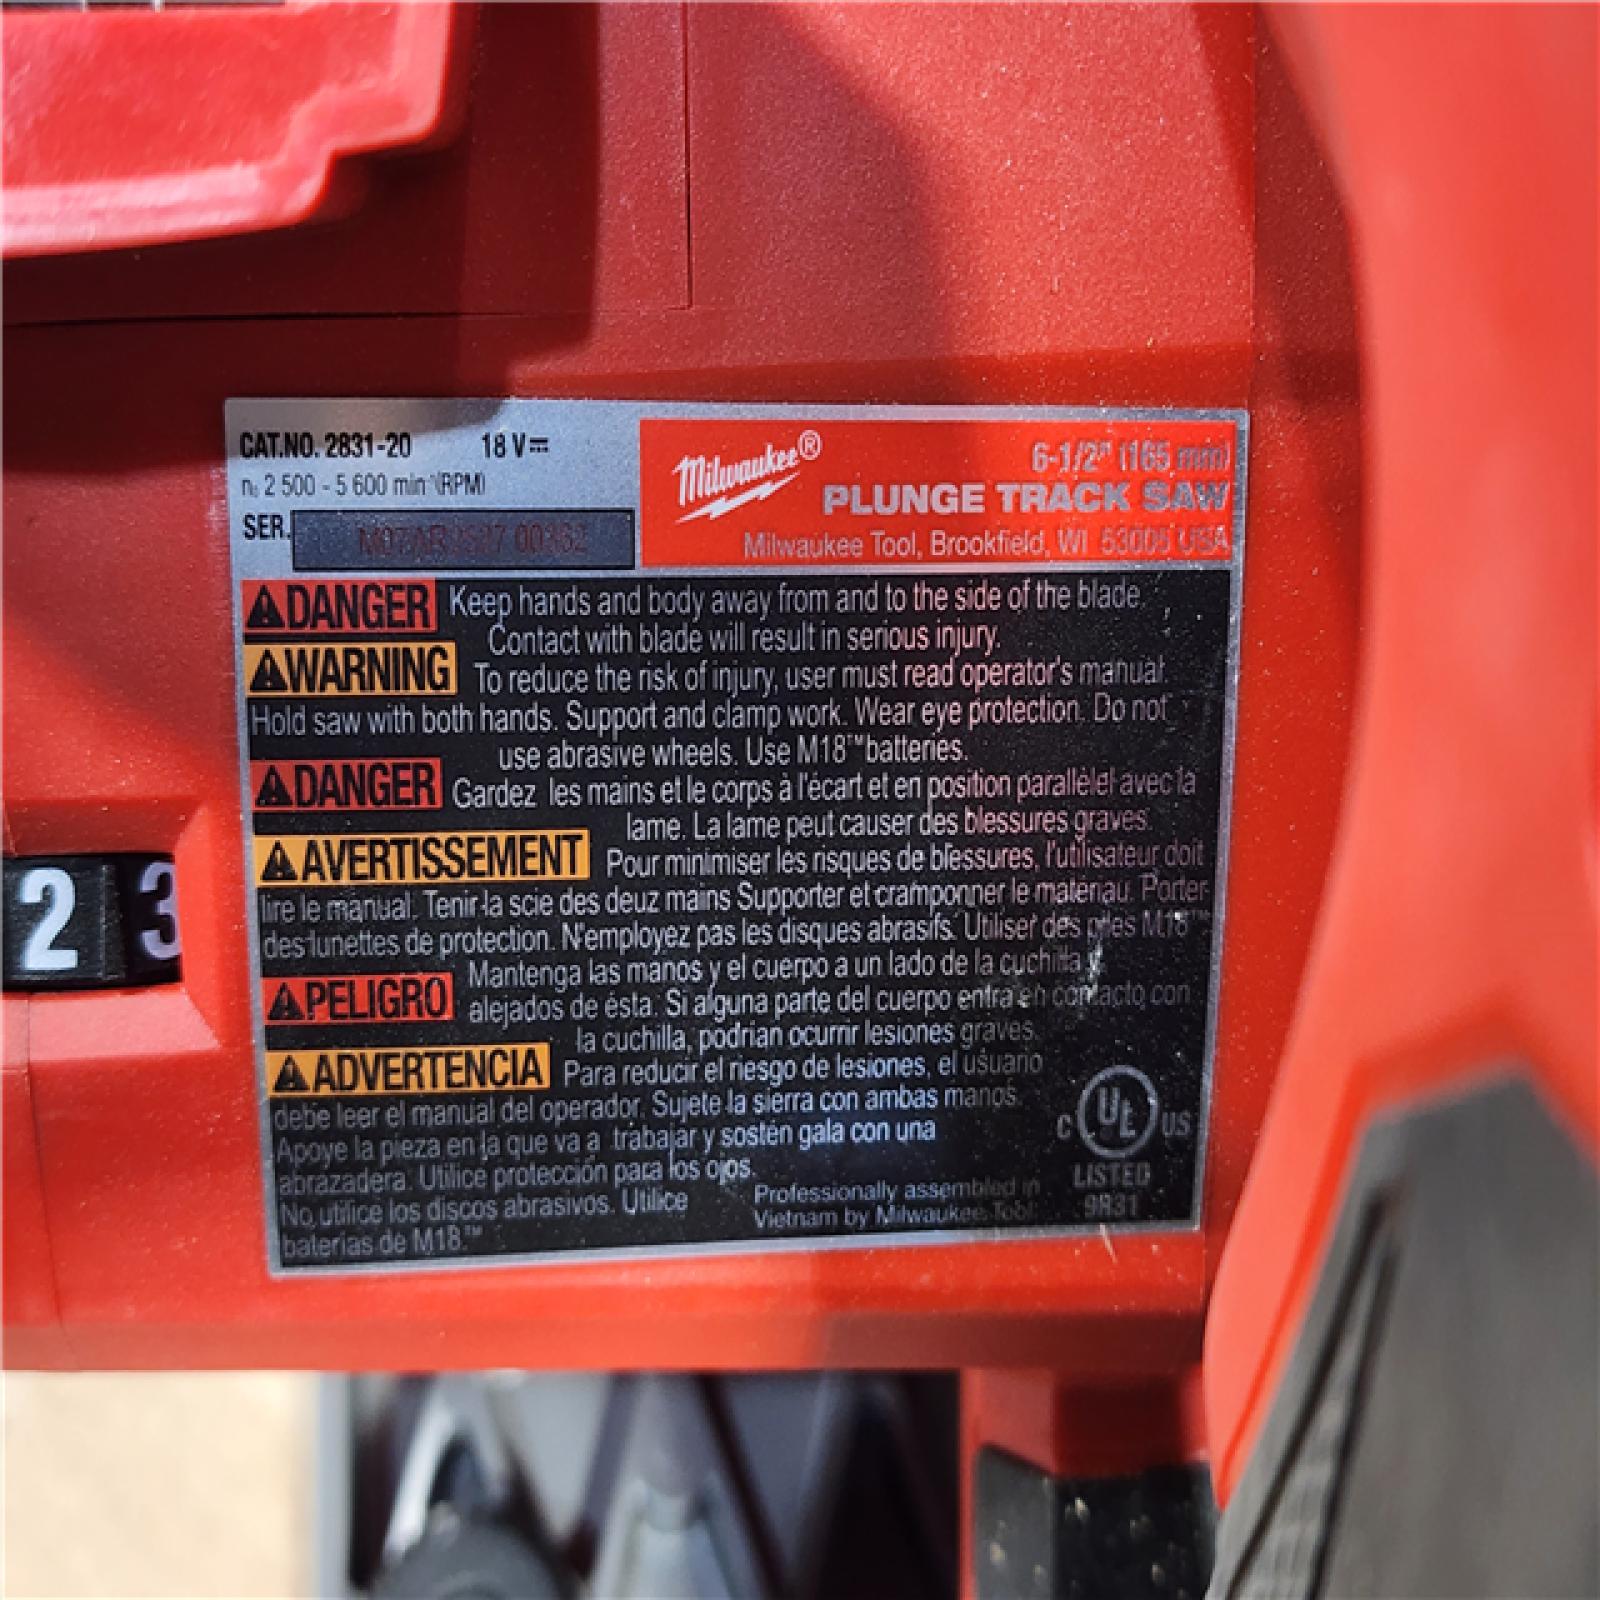 CAT.NO. 2831-20 18 V
n₀ 2 500 - 5 600 min⁻¹(RPM)
SER.
Milwaukee®
6-1/2" (165 mm)
PLUNGE TRACK SAW
Milwaukee Tool, Brookfield, WI 53005 USA
DANGER Keep hands and body away from and to the side of the blade.
Contact with blade will result in serious injury.
WARNING To reduce the risk of injury, user must read operator's manual.
Hold saw with both hands. Support and clamp work. Wear eye protection. Do not
use abrasive wheels. Use M18™ batteries.
DANGER Gardez les mains et le corps à l'écart et en position parallèlel avec la
lame. La lame peut causer des blessures graves.
AVERTISSEMENT Pour minimiser les risques de blessures, l'utilisateur doit
lire le manual. Tenir la scie des deuz mains Supporter et cramponner le matériau. Porter
des lunettes de protection. N'employez pas les disques abrasifs. Utiliser des piles M18™
PELIGRO Mantenga las manos y el cuerpo a un lado de la cuchilla y
alejados de ésta. Si alguna parte del cuerpo entra en contacto con
la cuchilla, podrían ocurrir lesiones graves.
ADVERTENCIA Para reducir el riesgo de lesiones, el usuario
debe leer el manual del operador. Sujete la sierra con ambas manos.
Apoye la pieza en la que va a trabajar y sostén gala con una
abrazadera. Utilice protección para los ojos.
No utilice los discos abrasivos. Utilice
baterías de M18.™
Professionally assembled in
Vietnam by Milwaukee Tool
C UL US
LISTED
9R31
2 3